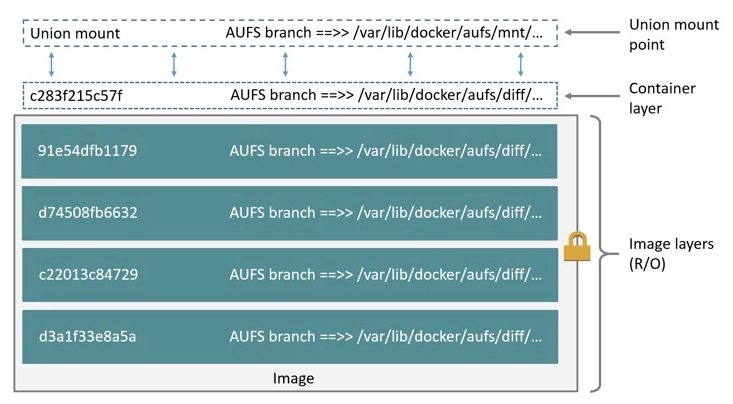 Union mount AUFS branch ==>> /var/lib/docker/aufs/mnt/...
Union mount
point
c283f215c57f AUFS branch ==>> /var/lib/docker/aufs/diff/...
Container
layer
91e54dfb1179 AUFS branch ==>> /var/lib/docker/aufs/diff/...
d74508fb6632 AUFS branch ==>> /var/lib/docker/aufs/diff/...
c22013c84729 AUFS branch ==>> /var/lib/docker/aufs/diff/...
d3a1f33e8a5a AUFS branch ==>> /var/lib/docker/aufs/diff/...
Image layers
(R/O)
Image